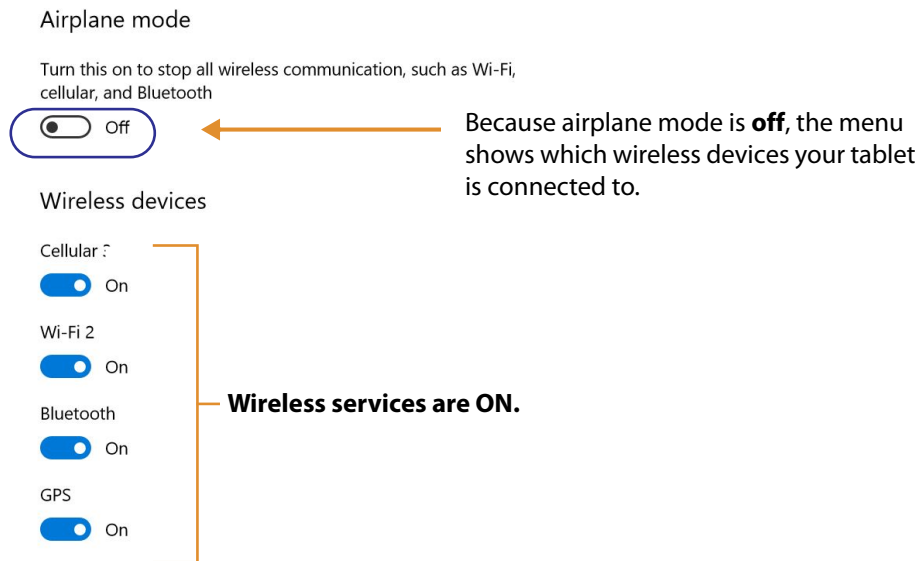 Airplane mode
Turn this on to stop all wireless communication, such as Wi-Fi,
cellular, and Bluetooth
Off
Because airplane mode is off, the menu
shows which wireless devices your tablet
is connected to.
Wireless devices
Cellular
On
Wi-Fi 2
On
Wireless services are ON.
Bluetooth
On
GPS
On